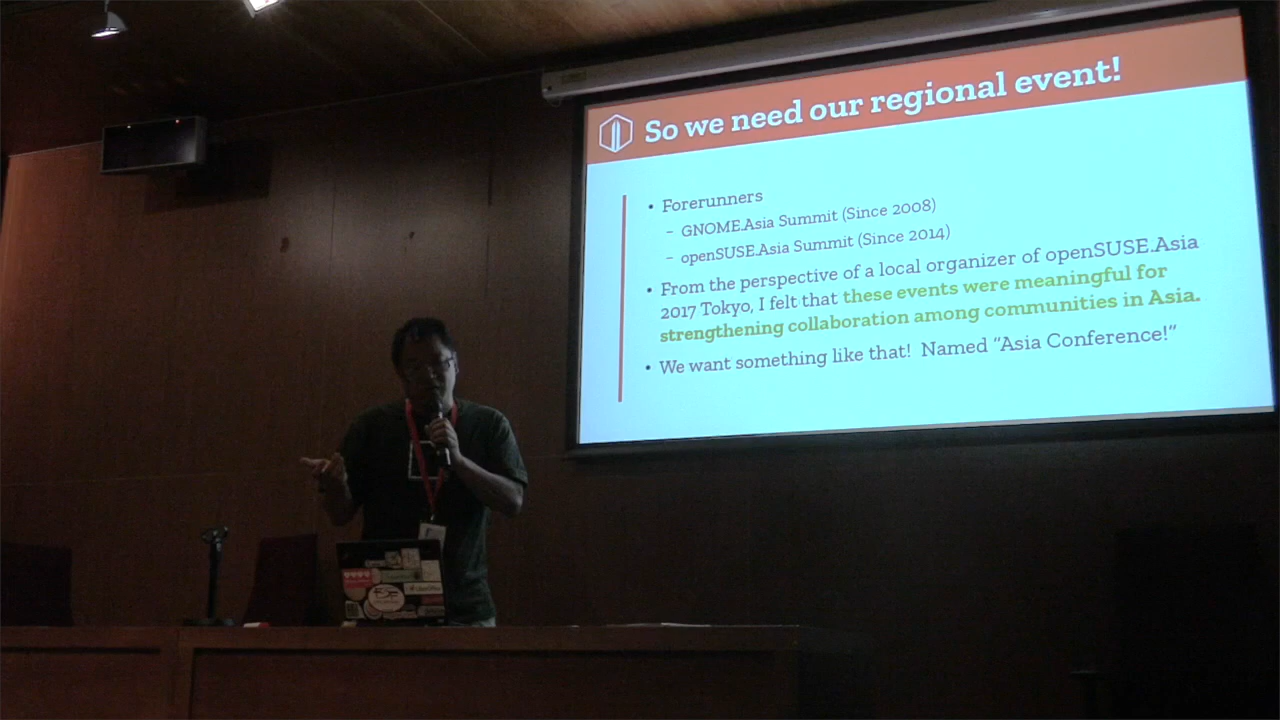 So we need our regional event!
• Forerunners
– GNOME.Asia Summit (Since 2008)
– openSUSE.Asia Summit (Since 2014)
• From the perspective of a local organizer of openSUSE.Asia
2017 Tokyo, I felt that these events were meaningful for
strengthening collaboration among communities in Asia.
• We want something like that! Named “Asia Conference!”